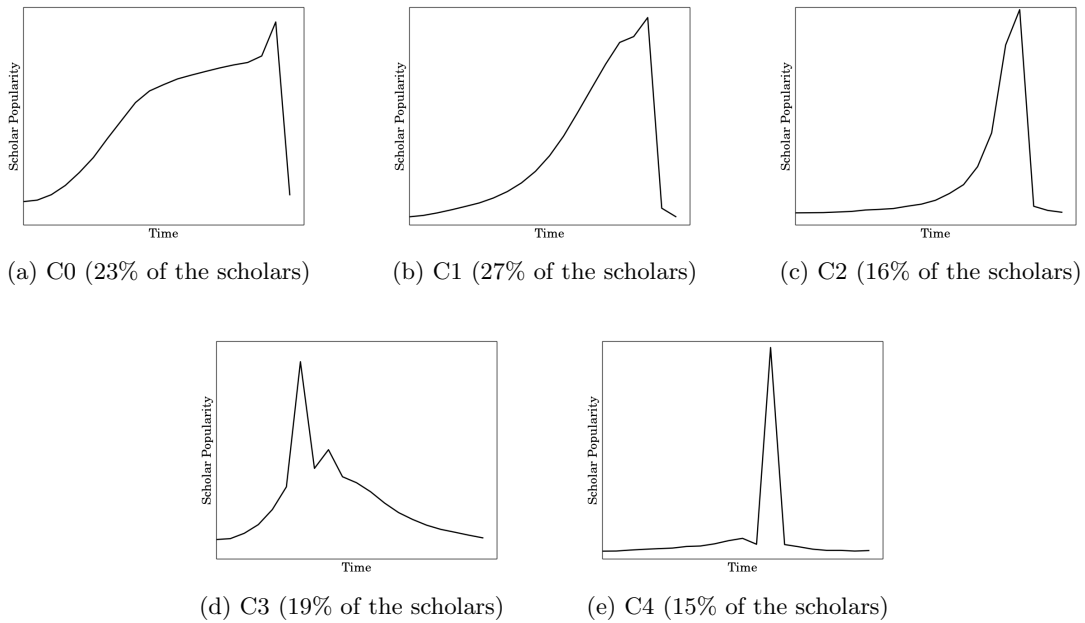 Scholar Popularity
Time
(a) C0 (23% of the scholars)
Scholar Popularity
Time
(b) C1 (27% of the scholars)
Scholar Popularity
Time
(c) C2 (16% of the scholars)
Scholar Popularity
Time
(d) C3 (19% of the scholars)
Scholar Popularity
Time
(e) C4 (15% of the scholars)